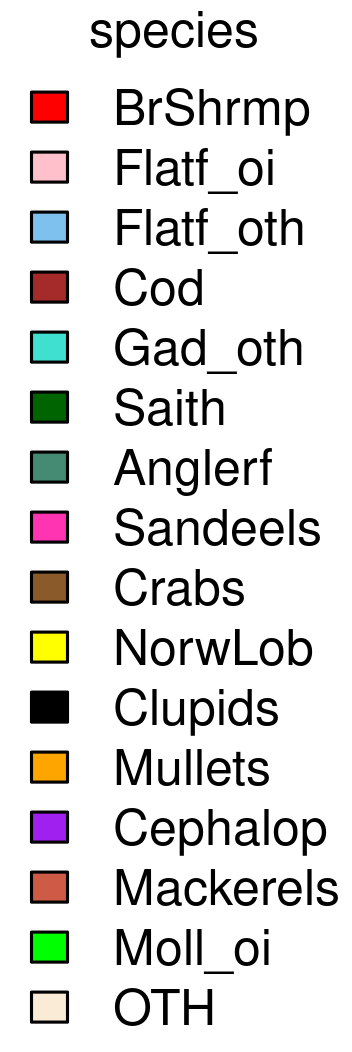 species
BrShrmp
Flatf_oi
Flatf_oth
Cod
Gad_oth
Saith
Anglerf
Sandeels
Crabs
NorwLob
Clupids
Mullets
Cephalop
Mackerels
Moll_oi
OTH